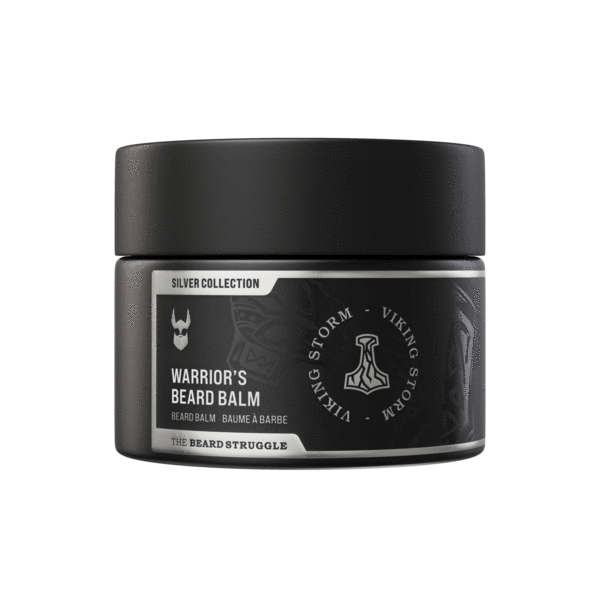 SILVER COLLECTION
WARRIOR'S
BEARD BALM
BEARD BALM - BAUME À BARBE
THE BEARD STRUGGLE
VIKING STORM - VIKING STORM -